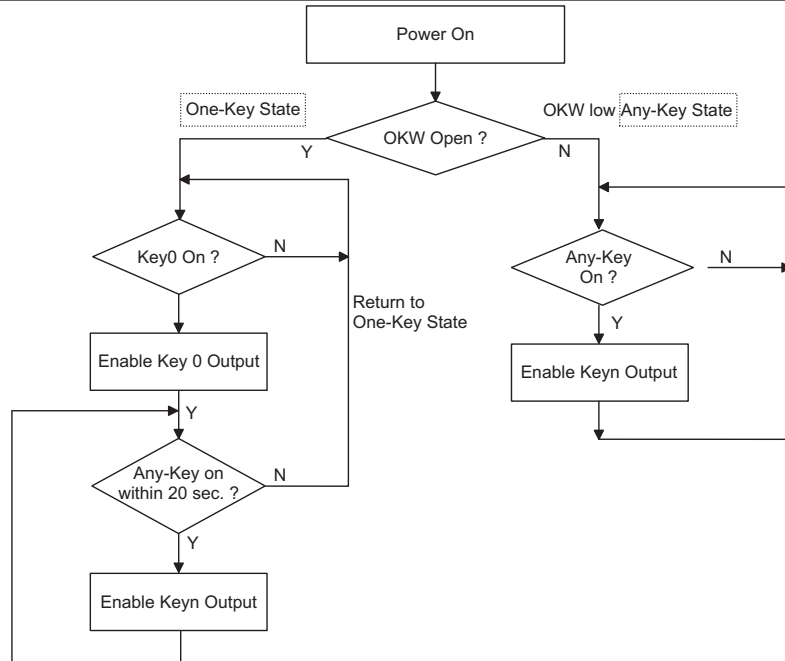 Power On
One-Key State
OKW low Any-Key State
OKW Open ?
Y
N
Key0 On ?
N
Any-Key
On ?
N
Return to
One-Key State
Y
Enable Key 0 Output
Enable Keyn Output
Y
Any-Key on
within 20 sec. ?
N
Y
Enable Keyn Output